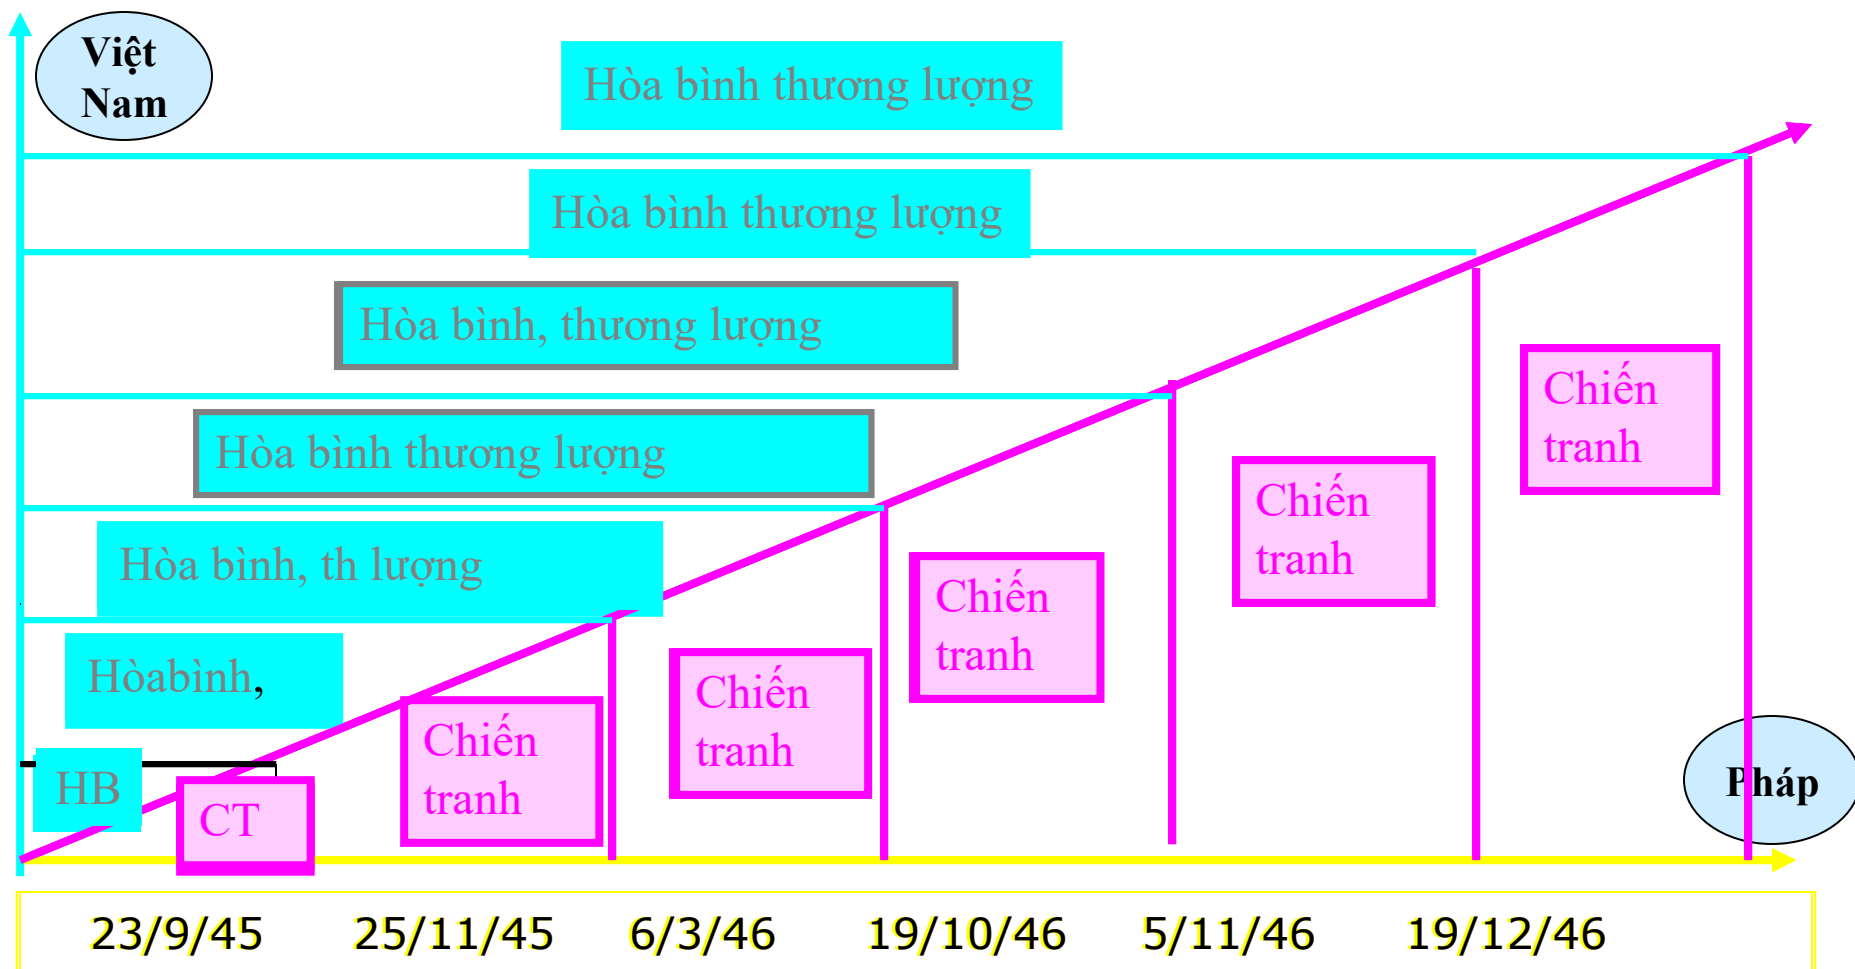 Việt
Nam
Hòa bình thương lượng
Hòa bình thương lượng
Hòa bình, thương lượng
Chiến
tranh
Hòa bình thương lượng
Chiến
tranh
Hòa bình, th lượng
Chiến
tranh
Hòabình,
Chiến
tranh
Chiến
tranh
HB
CT
Pháp
23/9/45 25/11/45 6/3/46 19/10/46 5/11/46 19/12/46